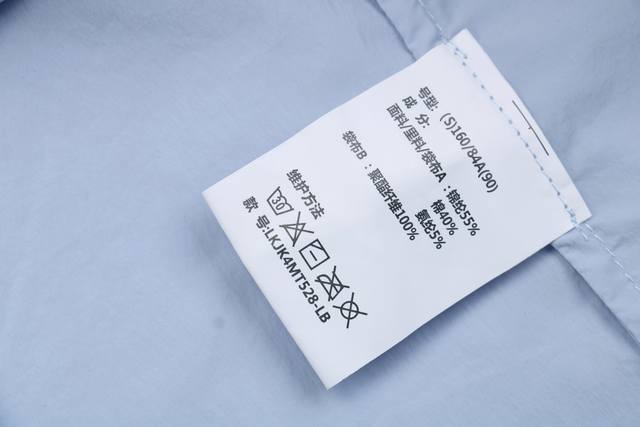 号型: (S)160/84A(90)
成 分:
面料/里料/袋布A：锦纶55%
棉40%
氨纶5%
袋布B ：聚酯纤维100%
维护方法
30
款 号:LKJK4MT528-LB